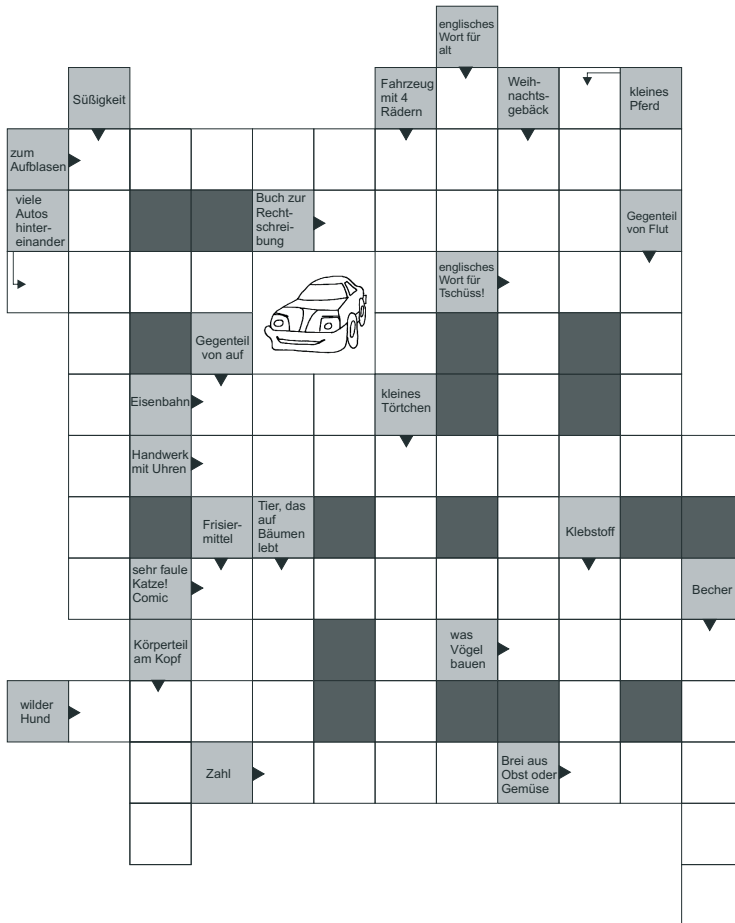 englisches
Wort für
alt
Süßigkeit
Fahrzeug
mit 4
Rädern
Weih-
nachts-
gebäck
kleines
Pferd
zum
Aufblasen
viele
Autos
hinter-
einander
Buch zur
Recht-
schrei-
bung
Gegenteil
von Flut
englisches
Wort für
Tschüss!
Gegenteil
von auf
Eisenbahn
kleines
Törtchen
Handwerk
mit Uhren
Frisier-
mittel
Tier, das
auf
Bäumen
lebt
Klebstoff
sehr faule
Katze!
Comic
Becher
Körperteil
am Kopf
was
Vögel
bauen
wilder
Hund
Zahl
Brei aus
Obst oder
Gemüse